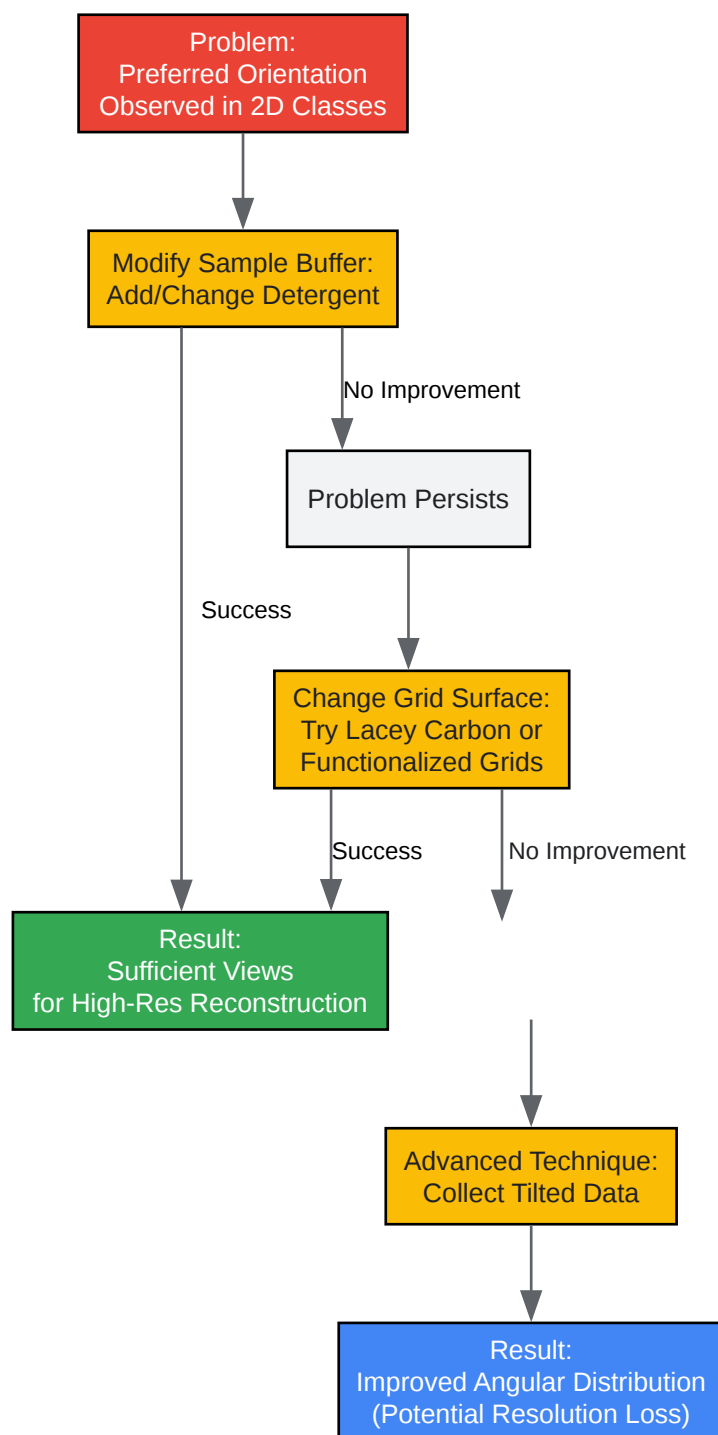 Problem:
Preferred Orientation
Observed in 2D Classes
Modify Sample Buffer:
Add/Change Detergent
No Improvement
Problem Persists
Success
Change Grid Surface:
Try Lacey Carbon or
Functionalized Grids
Success
No Improvement
Result:
Sufficient Views
for High-Res Reconstruction
Advanced Technique:
Collect Tilted Data
Result:
Improved Angular Distribution
(Potential Resolution Loss)